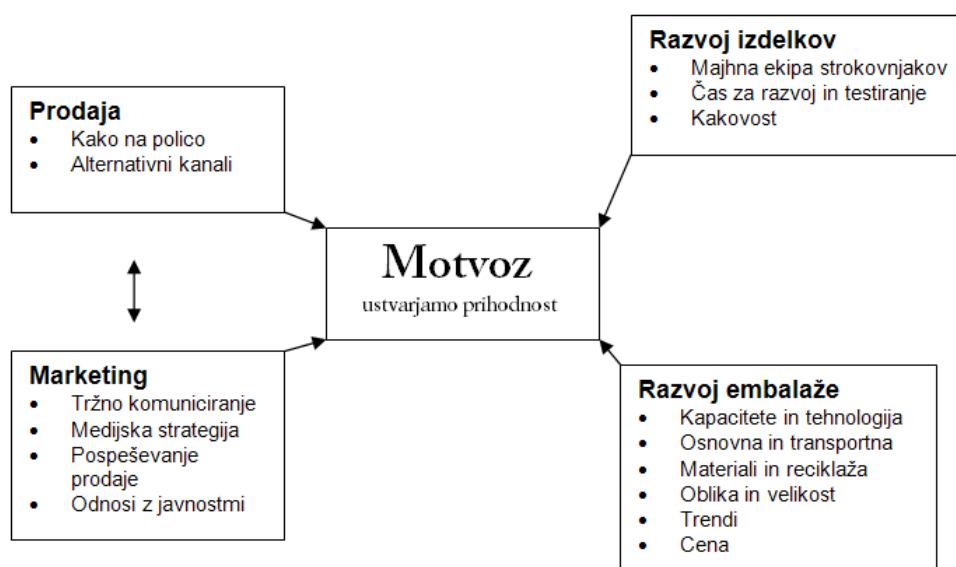 Prodaja
• Kako na polico
• Alternativni kanali
Razvoj izdelkov
• Majhna ekipa strokovnjakov
• Čas za razvoj in testiranje
• Kakovost
Motvoz
ustvarjamo prihodnost
Marketing
• Tržno komuniciranje
• Medijska strategija
• Pospeševanje
prodaje
• Odnosi z javnostmi
Razvoj embalaže
• Kapacitete in tehnologija
• Osnovna in transportna
• Materiali in reciklaža
• Oblika in velikost
• Trendi
• Cena